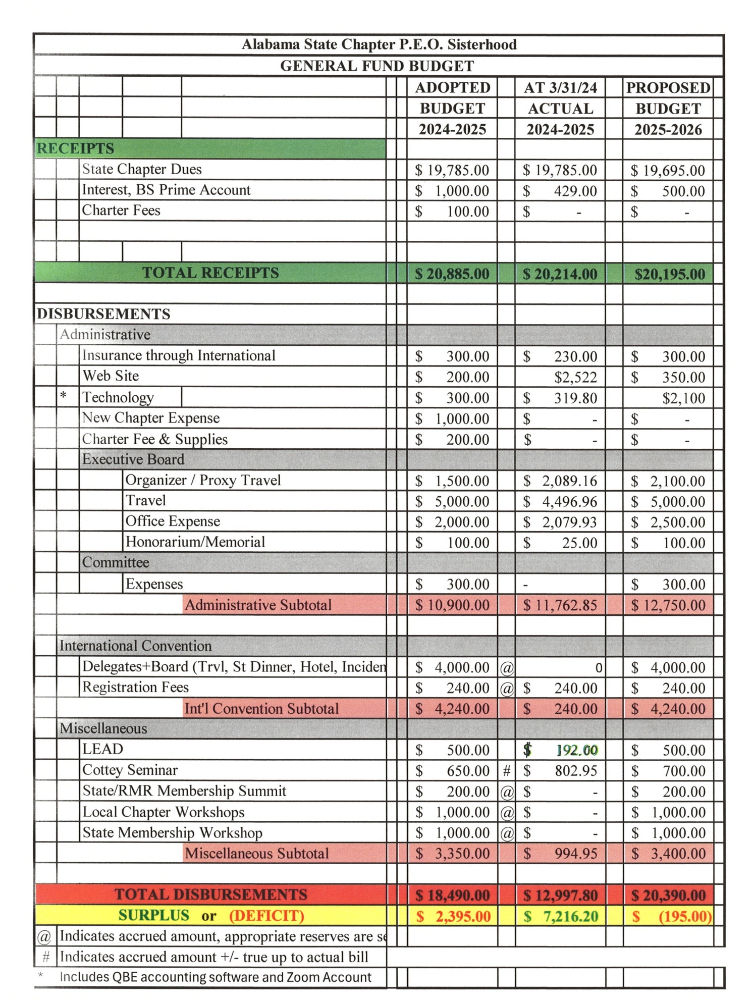 Alabama State Chapter P.E.O. Sisterhood
GENERAL FUND BUDGET
ADOPTED AT 3/31/24 PROPOSED
BUDGET ACTUAL BUDGET
2024-2025 2024-2025 2025-2026
RECEIPTS
State Chapter Dues $ 19,785.00 $ 19,785.00 $ 19,695.00
Interest, BS Prime Account $ 1,000.00 $ 429.00 $ 500.00
Charter Fees $ 100.00 $ - $ -
TOTAL RECEIPTS $ 20,885.00 $ 20,214.00 $20,195.00
DISBURSEMENTS
Administrative
Insurance through International $ 300.00 $ 230.00 $ 300.00
Web Site $ 200.00 $2,522 $ 350.00
* Technology $ 300.00 $ 319.80 $2,100
New Chapter Expense $ 1,000.00 $ - $ -
Charter Fee & Supplies $ 200.00 $ - $ -
Executive Board
Organizer / Proxy Travel $ 1,500.00 $ 2,089.16 $ 2,100.00
Travel $ 5,000.00 $ 4,496.96 $ 5,000.00
Office Expense $ 2,000.00 $ 2,079.93 $ 2,500.00
Honorarium/Memorial $ 100.00 $ 25.00 $ 100.00
Committee
Expenses $ 300.00 - $ 300.00
Administrative Subtotal $ 10,900.00 $ 11,762.85 $ 12,750.00
International Convention
Delegates+Board (Trvl, St Dinner, Hotel, Inciden $ 4,000.00 @ 0 $ 4,000.00
Registration Fees $ 240.00 @ $ 240.00 $ 240.00
Int'l Convention Subtotal $ 4,240.00 $ 240.00 $ 4,240.00
Miscellaneous
LEAD $ 500.00 $ 192.00 $ 500.00
Cottey Seminar $ 650.00 # $ 802.95 $ 700.00
State/RMR Membership Summit $ 200.00 @ $ - $ 200.00
Local Chapter Workshops $ 1,000.00 @ $ - $ 1,000.00
State Membership Workshop $ 1,000.00 @ $ - $ 1,000.00
Miscellaneous Subtotal $ 3,350.00 $ 994.95 $ 3,400.00
TOTAL DISBURSEMENTS $ 18,490.00 $ 12,997.80 $ 20,390.00
SURPLUS or (DEFICIT) $ 2,395.00 $ 7,216.20 $ (195.00)
@ Indicates accrued amount, appropriate reserves are se
# Indicates accrued amount +/- true up to actual bill
* Includes QBE accounting software and Zoom Account